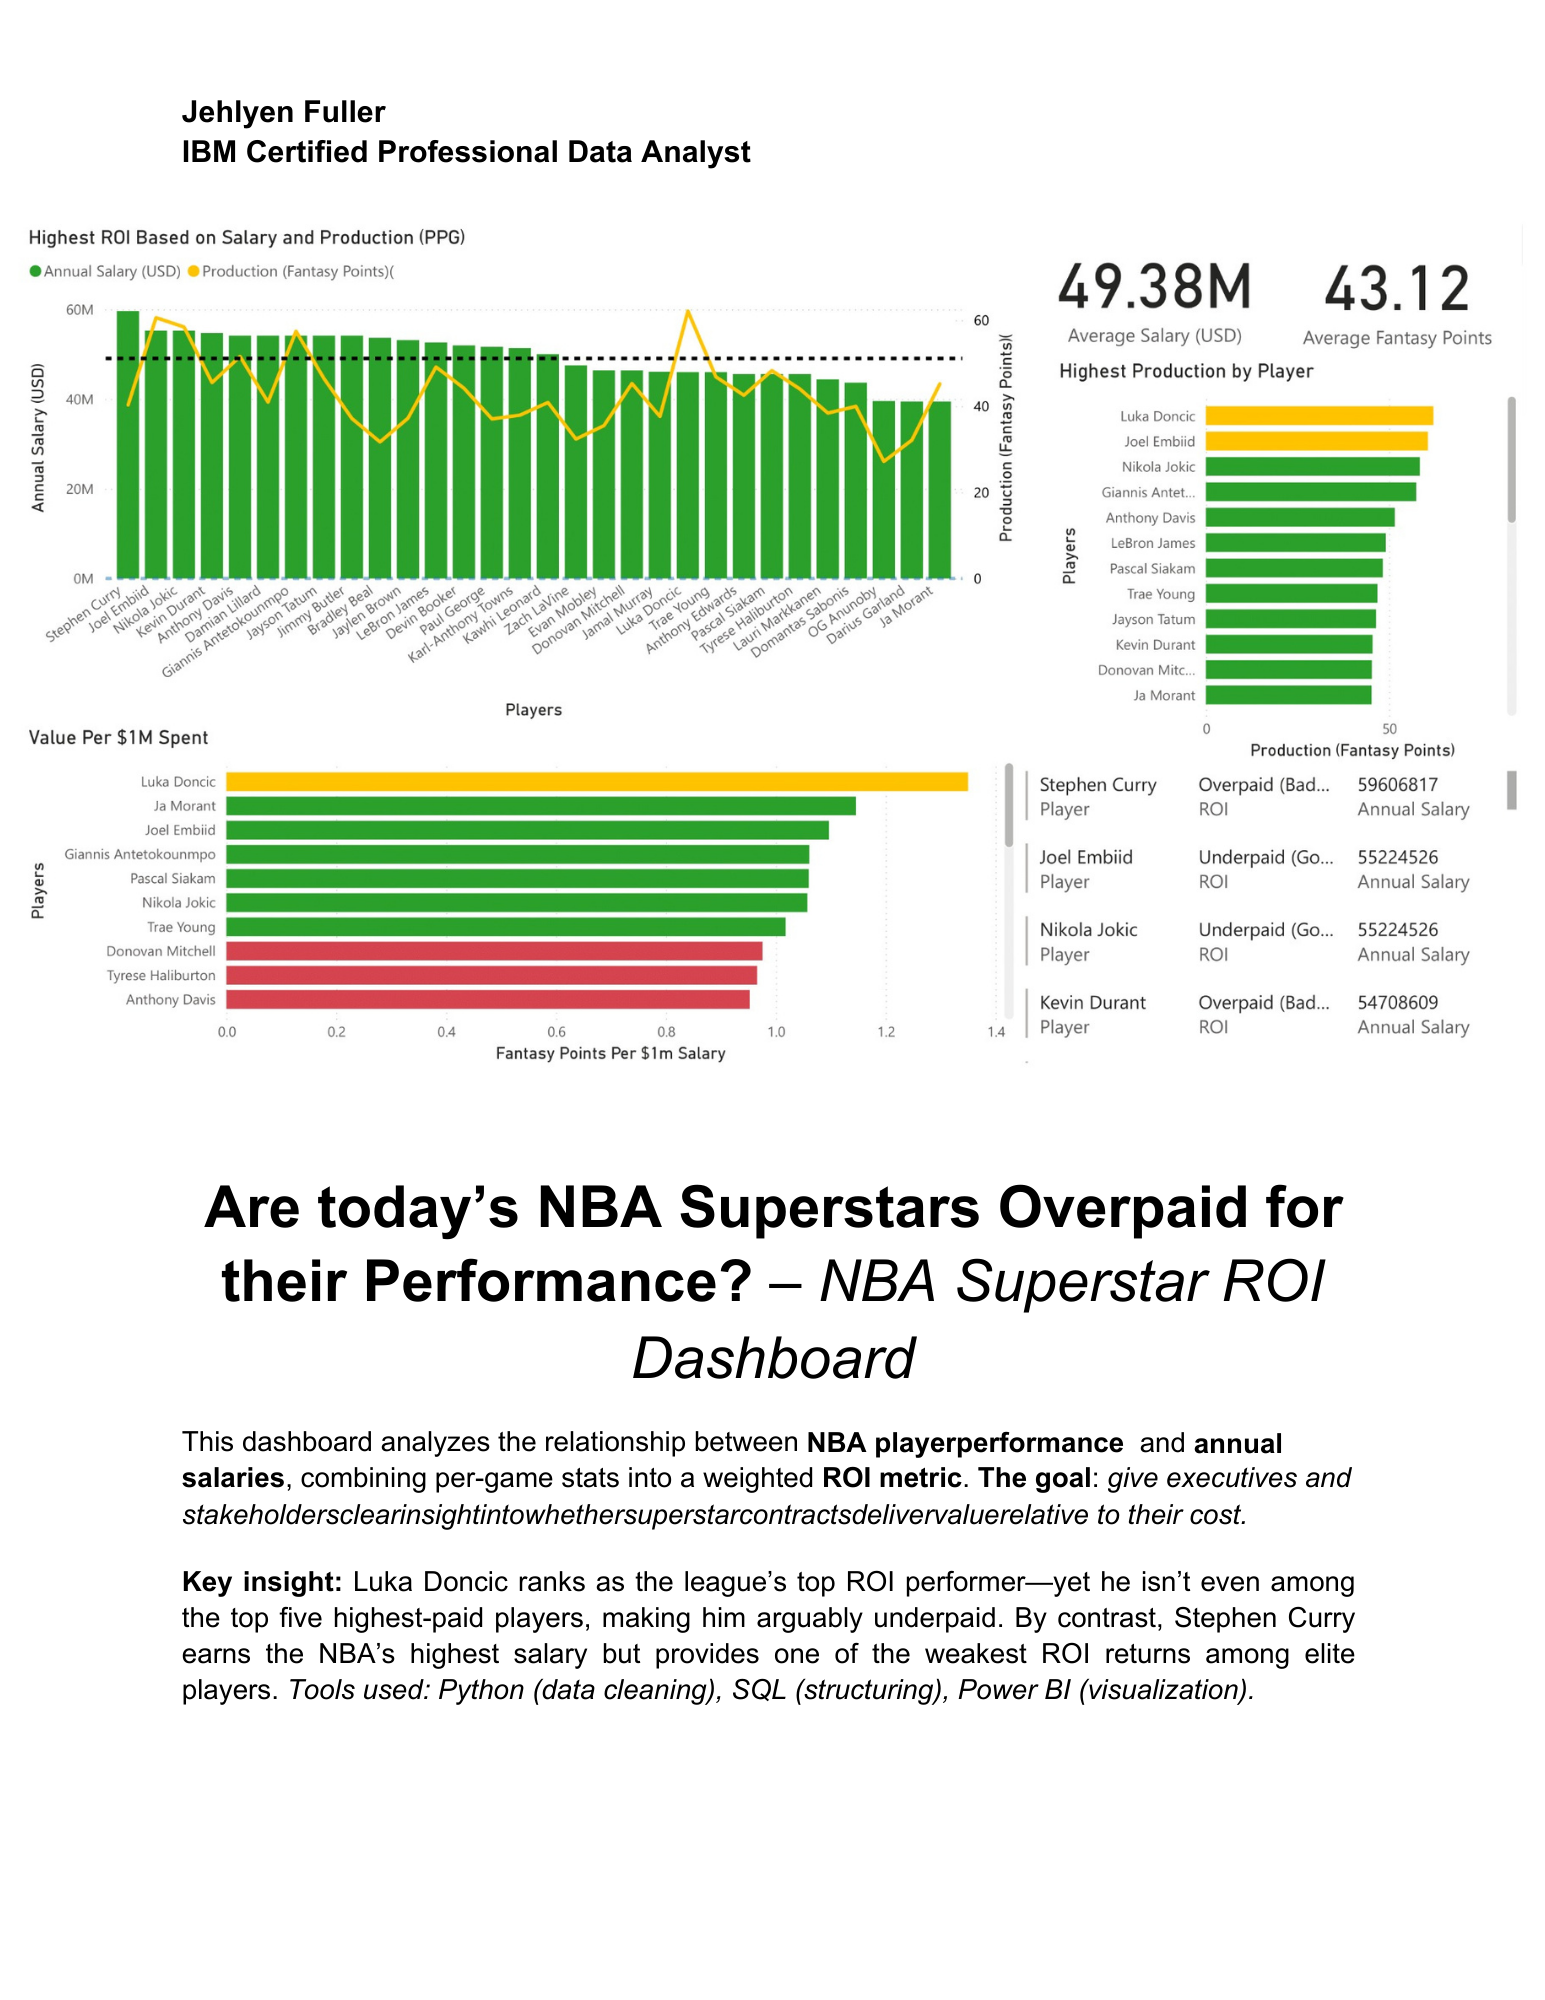 Jehlyen Fuller
IBM Certified Professional Data Analyst
Highest ROI Based on Salary and Production (PPG)
Annual Salary (USD) Production (Fantasy Points)(
Annual Salary (USD)
60M
40M
20M
0M
60
40
20
0
Production (Fantasy Points)(
Stephen Curry
Joel Embiid
Nikola Jokic
Kevin Durant
Anthony Davis
Damian Lillard
Giannis Antetokounmpo
Jayson Tatum
Jimmy Butler
Bradley Beal
Jaylen Brown
LeBron James
Devin Booker
Paul George
Karl-Anthony Towns
Kawhi Leonard
Zach LaVine
Evan Mobley
Donovan Mitchell
Jamal Murray
Luka Doncic
Trae Young
Anthony Edwards
Pascal Siakam
Tyrese Haliburton
Lauri Markkanen
Domantas Sabonis
OG Anunoby
Darius Garland
Ja Morant
Players
49.38M
Average Salary (USD)
43.12
Average Fantasy Points
Highest Production by Player
Players
Luka Doncic
Joel Embiid
Nikola Jokic
Giannis Antet...
Anthony Davis
LeBron James
Pascal Siakam
Trae Young
Jayson Tatum
Kevin Durant
Donovan Mitc...
Ja Morant
0 50
Production (Fantasy Points)
Value Per $1M Spent
Players
Luka Doncic
Ja Morant
Joel Embiid
Giannis Antetokounmpo
Pascal Siakam
Nikola Jokic
Trae Young
Donovan Mitchell
Tyrese Haliburton
Anthony Davis
0.0 0.2 0.4 0.6 0.8 1.0 1.2 1.4
Fantasy Points Per $1m Salary
Stephen Curry Overpaid (Bad... 59606817
Player ROI Annual Salary
Joel Embiid Underpaid (Go... 55224526
Player ROI Annual Salary
Nikola Jokic Underpaid (Go... 55224526
Player ROI Annual Salary
Kevin Durant Overpaid (Bad... 54708609
Player ROI Annual Salary
Are today’s NBA Superstars Overpaid for
their Performance? – NBA Superstar ROI
Dashboard
This dashboard analyzes the relationship between NBA playerperformance and annual
salaries, combining per-game stats into a weighted ROI metric. The goal: give executives and
stakeholdersclearinsightintowhethersuperstarcontractsdelivervaluerelative to their cost.
Key insight: Luka Doncic ranks as the league’s top ROI performer—yet he isn’t even among
the top five highest-paid players, making him arguably underpaid. By contrast, Stephen Curry
earns the NBA’s highest salary but provides one of the weakest ROI returns among elite
players. Tools used: Python (data cleaning), SQL (structuring), Power BI (visualization).